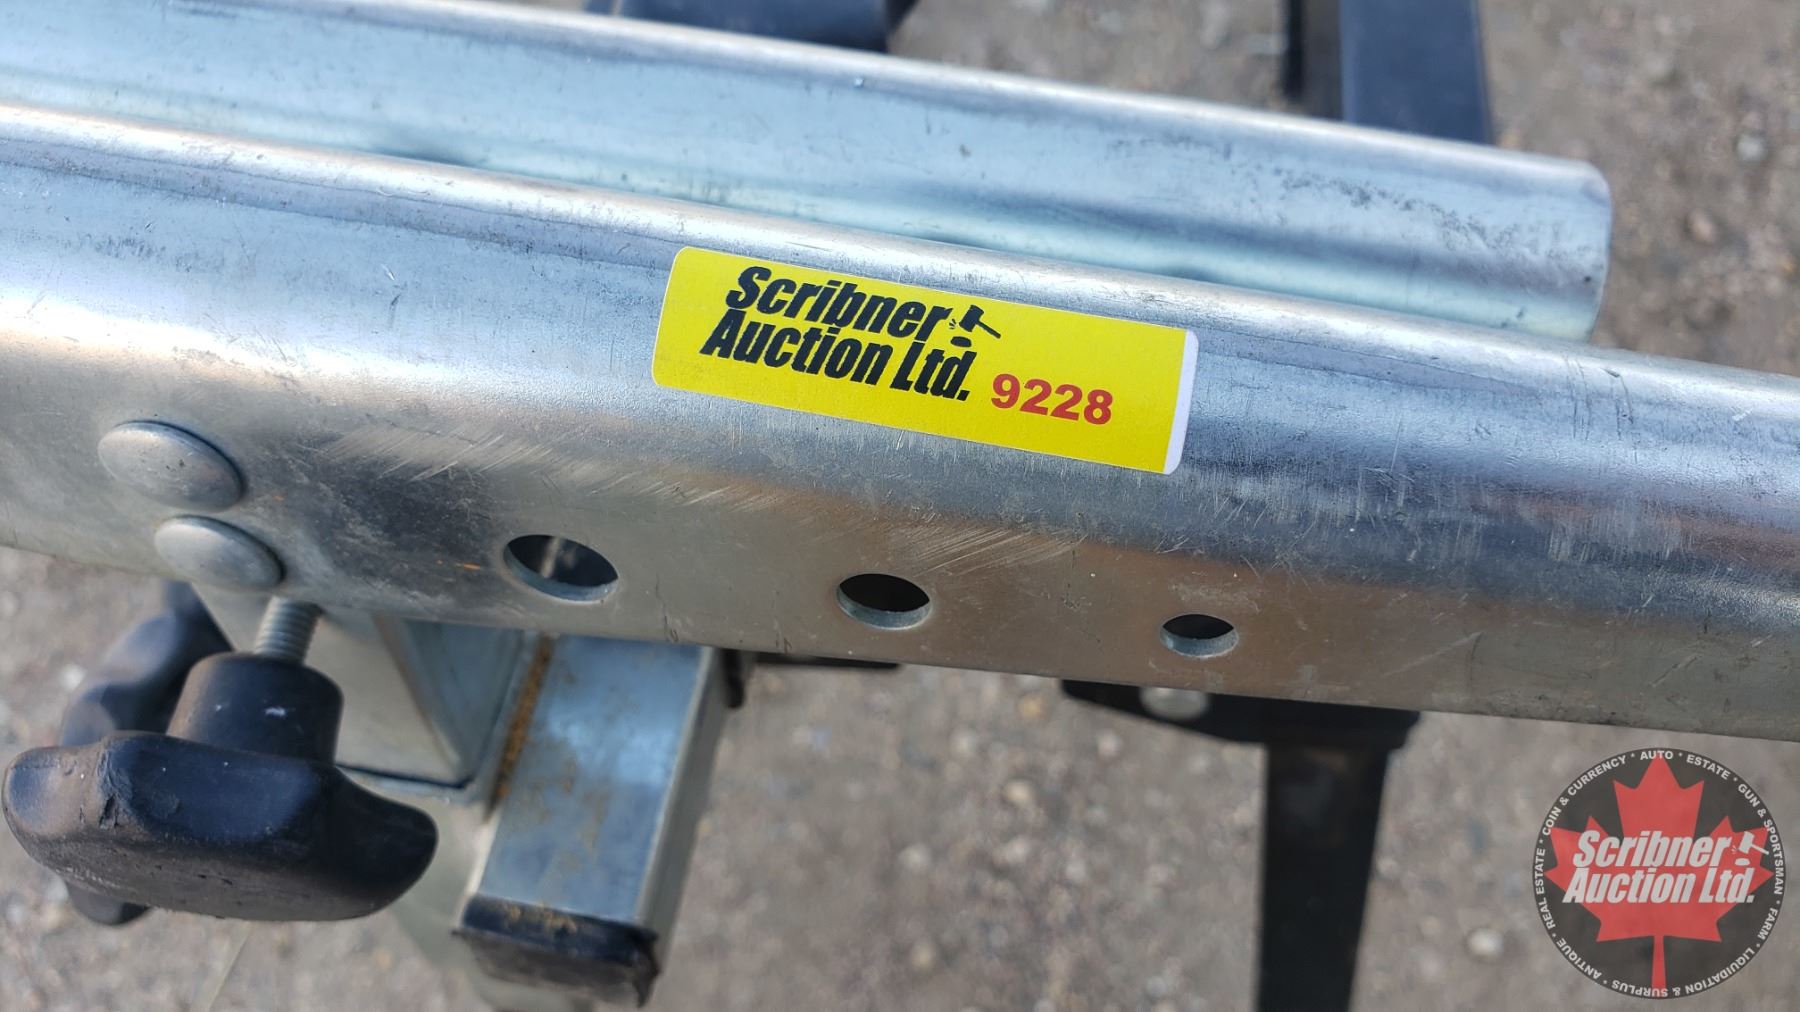 Scribner
Auction Ltd.
9228
COIN & CURRENCY • AUTO • ESTATE • GUN & SPORTSMAN • FARM • LIQUIDATION & SURPLUS • ANTIQUE • REAL ESTATE •
Scribner
Auction Ltd.